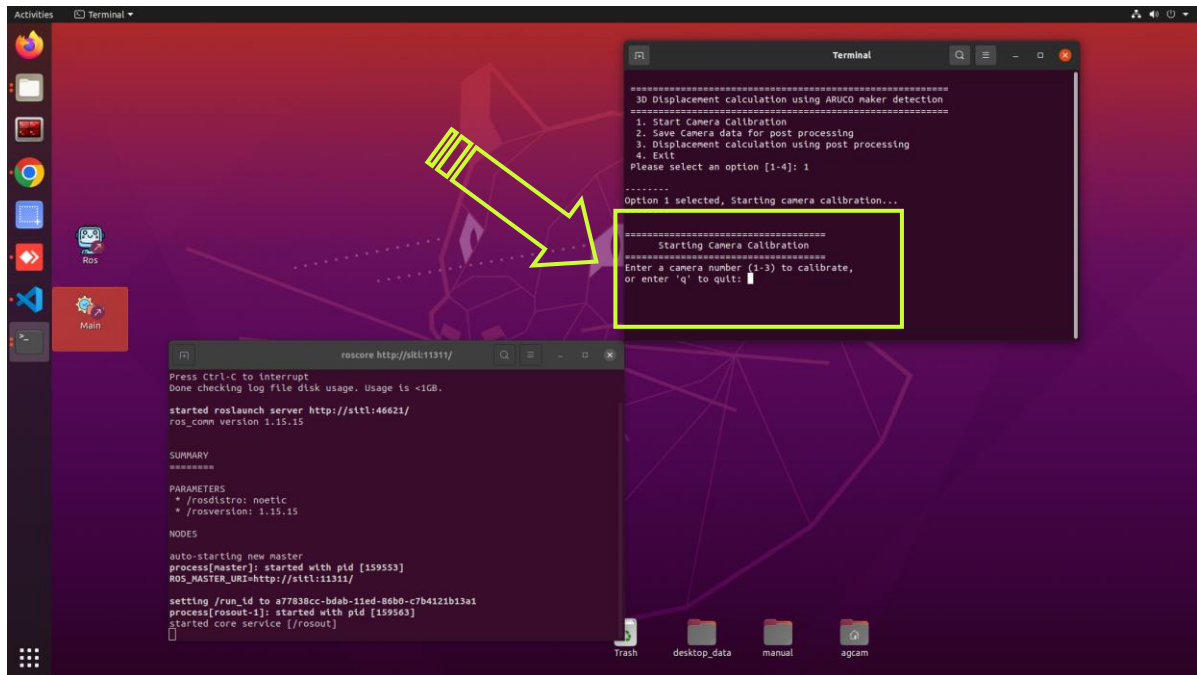 Activities
Terminal
Terminal
============================================================
3D Displacement calculation using ARUCO maker detection
============================================================
1. Start Camera Calibration
2. Save Camera data for post processing
3. Displacement calculation using post processing
4. Exit
Please select an option [1-4]: 1
--------
Option 1 selected, Starting camera calibration...
====================================
Starting Camera Calibration
====================================
Enter a camera number (1-3) to calibrate,
or enter 'q' to quit:
Ros
Main
roscore http://sitl:11311/
Press Ctrl-C to interrupt
Done checking log file disk usage. Usage is <1GB.
started roslaunch server http://sitl:46621/
ros_comm version 1.15.15
SUMMARY
========
PARAMETERS
* /rosdistro: noetic
* /rosversion: 1.15.15
NODES
auto-starting new master
process[master]: started with pid [159553]
ROS_MASTER_URI=http://sitl:11311/
setting /run_id to a77838cc-bdab-11ed-86b0-c7b4121b13a1
process[rosout-1]: started with pid [159563]
started core service [/rosout]
Trash
desktop_data
manual
agcam